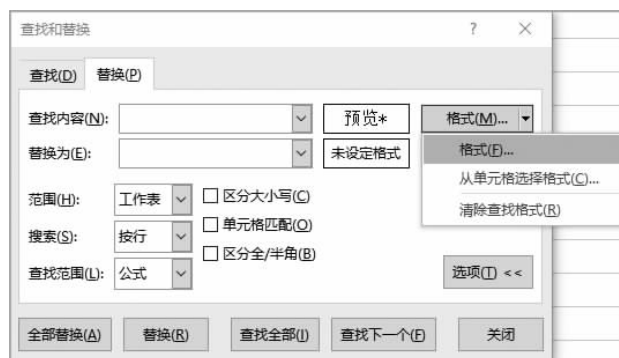 查找和替换 ? ×
查找(D) 替换(P)
查找内容(N): 预览* 格式(M)...
替换为(E): 未设定格式 格式(F)...
从单元格选择格式(C)...
范围(H): 工作表 区分大小写(C)
清除查找格式(R)
搜索(S): 按行 单元格匹配(O)
区分全/半角(B)
查找范围(L): 公式 选项(T) <<
全部替换(A) 替换(R) 查找全部(I) 查找下一个(F) 关闭